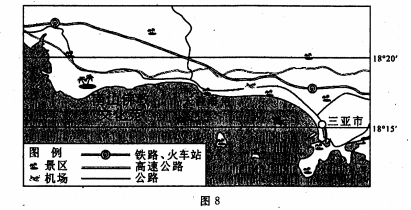 18°20′
三亚市
18°15′
图 例
铁路、火车站
景区
高速公路
机场
公路
图 8